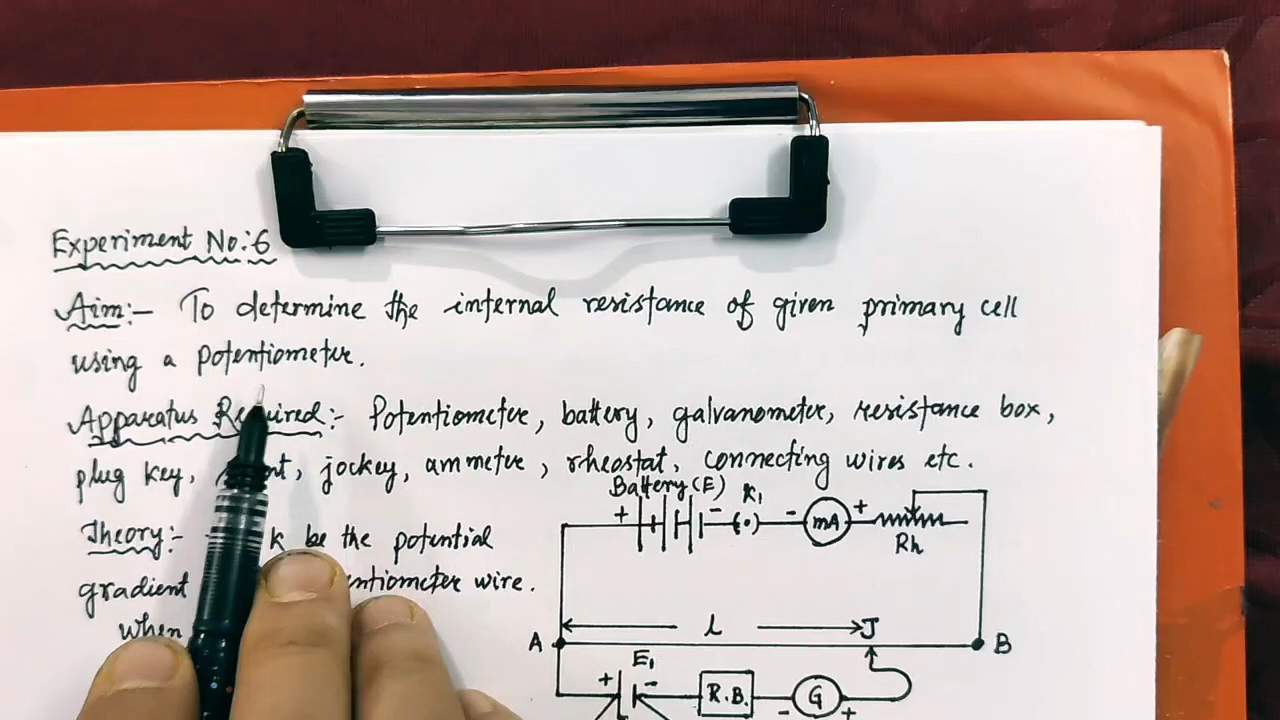 Experiment No:6
Aim:- To determine the internal resistance of given primary cell
using a potentiometer.
Apparatus Required:- Potentiometer, battery, galvanometer, resistance box,
plug key, jockey, ammeter, rheostat, connecting wires etc.
Battery(E) K1
+ - - mA +
Rh
Theory:- k be the potential
gradient wire.
when
l J
A B
E1
+ - R.B. G
- +